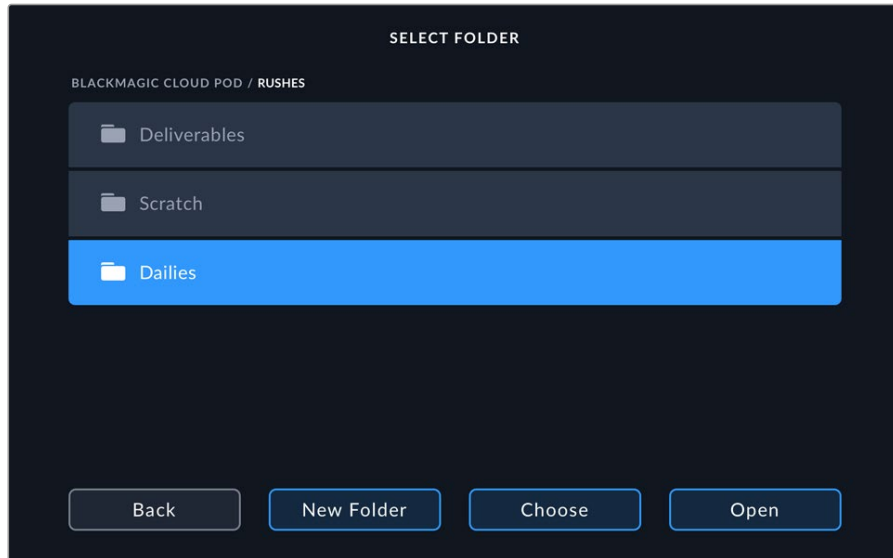 SELECT FOLDER
BLACKMAGIC CLOUD POD / RUSHES
Deliverables
Scratch
Dailies
Back New Folder Choose Open